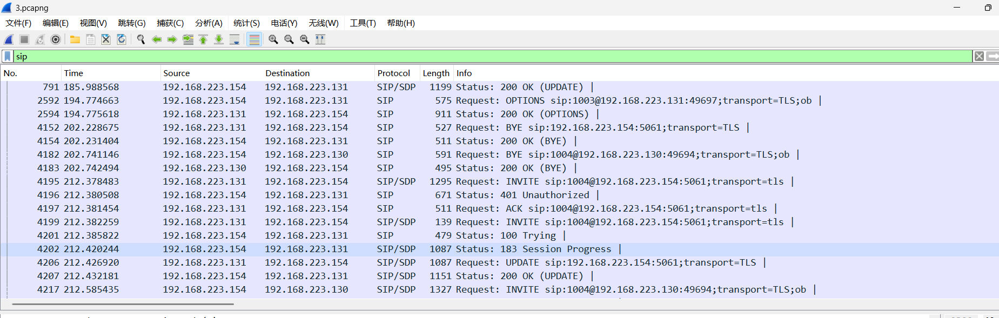 3.pcapng
文件(F) 编辑(E) 视图(V) 跳转(G) 捕获(C) 分析(A) 统计(S) 电话(Y) 无线(W) 工具(T) 帮助(H)
sip
No. Time Source Destination Protocol Length Info
791 185.988568 192.168.223.154 192.168.223.131 SIP/SDP 1199 Status: 200 OK (UPDATE) |
2592 194.774663 192.168.223.154 192.168.223.131 SIP 575 Request: OPTIONS sip:1003@192.168.223.131:49697;transport=TLS;ob |
2594 194.775618 192.168.223.131 192.168.223.154 SIP 911 Status: 200 OK (OPTIONS) |
4152 202.228675 192.168.223.131 192.168.223.154 SIP 527 Request: BYE sip:192.168.223.154:5061;transport=TLS |
4154 202.231404 192.168.223.154 192.168.223.131 SIP 511 Status: 200 OK (BYE) |
4182 202.741146 192.168.223.154 192.168.223.130 SIP 591 Request: BYE sip:1004@192.168.223.130:49694;transport=TLS;ob |
4183 202.742494 192.168.223.130 192.168.223.154 SIP 495 Status: 200 OK (BYE) |
4195 212.378483 192.168.223.131 192.168.223.154 SIP/SDP 1295 Request: INVITE sip:1004@192.168.223.154:5061;transport=tls |
4196 212.380508 192.168.223.154 192.168.223.131 SIP 671 Status: 401 Unauthorized |
4197 212.381454 192.168.223.131 192.168.223.154 SIP 511 Request: ACK sip:1004@192.168.223.154:5061;transport=tls |
4199 212.382259 192.168.223.131 192.168.223.154 SIP/SDP 139 Request: INVITE sip:1004@192.168.223.154:5061;transport=tls |
4201 212.385822 192.168.223.154 192.168.223.131 SIP 479 Status: 100 Trying |
4202 212.420244 192.168.223.154 192.168.223.131 SIP/SDP 1087 Status: 183 Session Progress |
4206 212.426920 192.168.223.131 192.168.223.154 SIP/SDP 1087 Request: UPDATE sip:192.168.223.154:5061;transport=TLS |
4207 212.432181 192.168.223.154 192.168.223.131 SIP/SDP 1151 Status: 200 OK (UPDATE) |
4217 212.585435 192.168.223.154 192.168.223.130 SIP/SDP 1327 Request: INVITE sip:1004@192.168.223.130:49694;transport=TLS;ob |